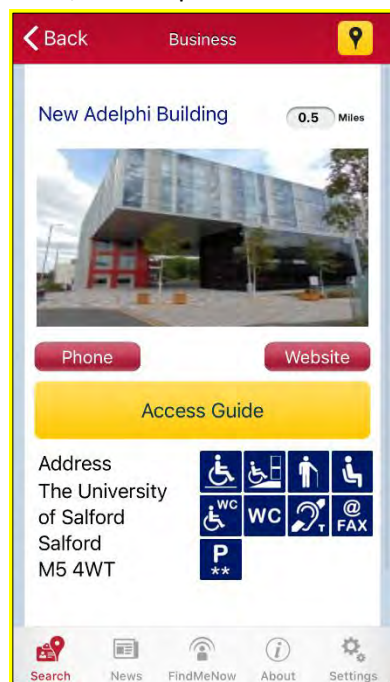 Back
Business
New Adelphi Building
0.5 Miles
Phone
Website
Access Guide
Address
The University
of Salford
Salford
M5 4WT
WC
WC
T
@
FAX
P
**
Search
News
FindMeNow
About
Settings